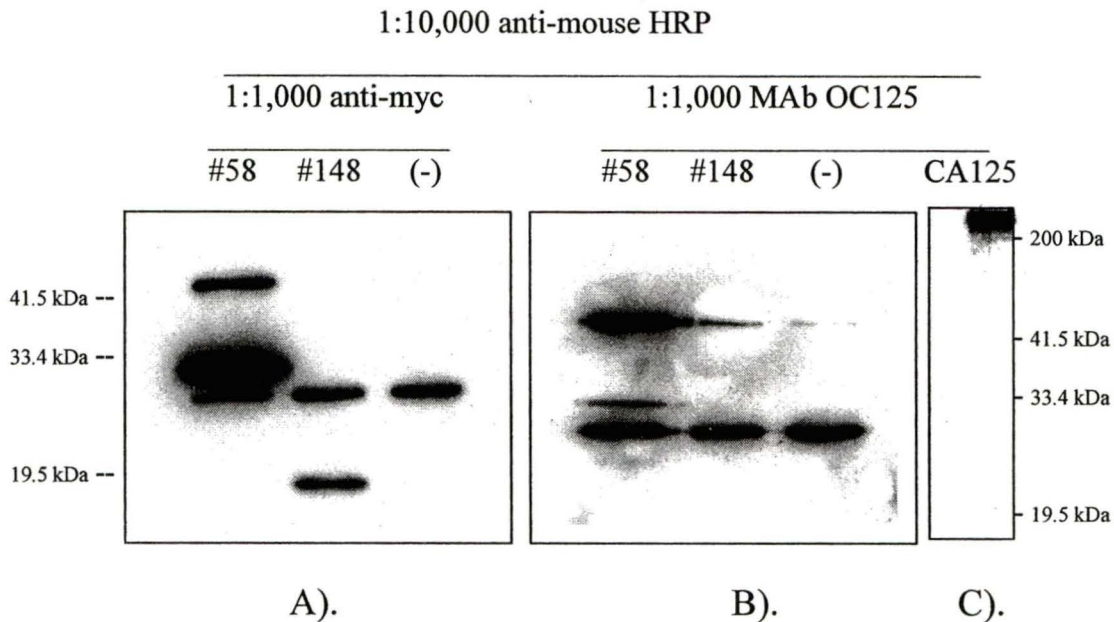 1:10,000 anti-mouse HRP
1:1,000 anti-myc
1:1,000 MAb OC125
#58 #148 (-)
#58 #148 (-) CA125
41.5 kDa --
33.4 kDa --
19.5 kDa --
200 kDa
41.5 kDa
33.4 kDa
19.5 kDa
A).
B).
C).